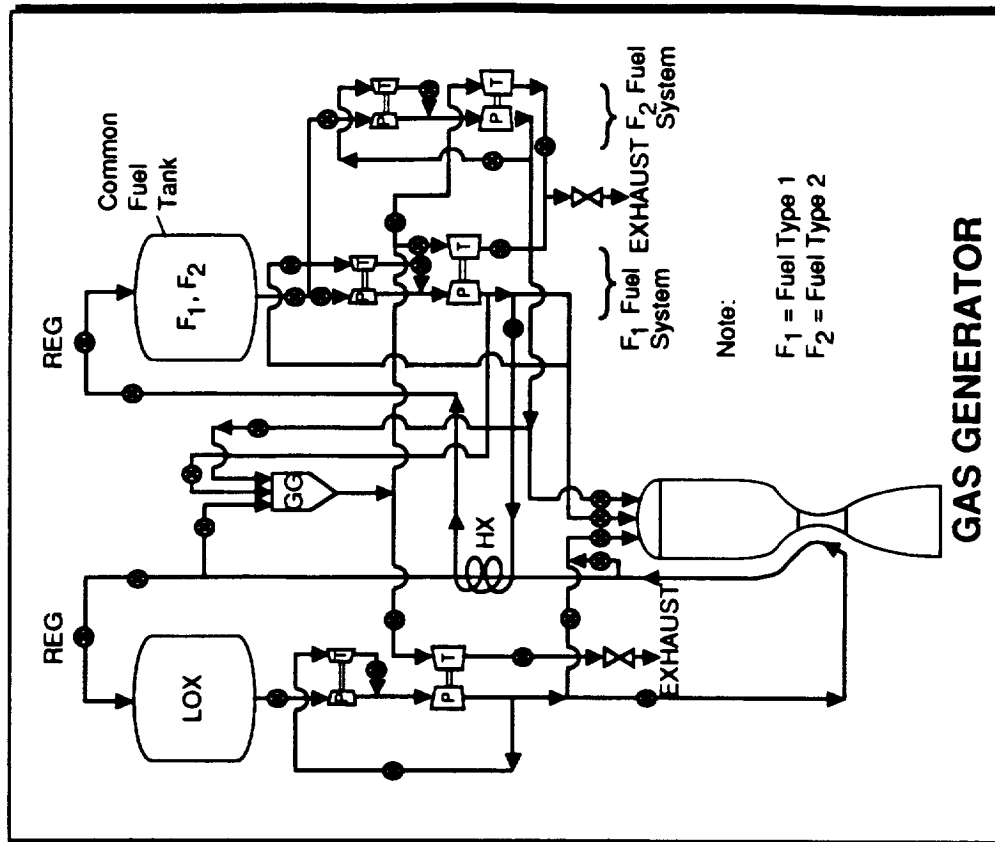 Common
Fuel
Tank
REG
REG
F₁, F₂
LOX
GG
HX
P
T
P
T
P
T
P
T
P
T
P
T
EXHAUST
EXHAUST
F₁ Fuel
System
F₂ Fuel
System
Note:
F₁ = Fuel Type 1
F₂ = Fuel Type 2
GAS GENERATOR